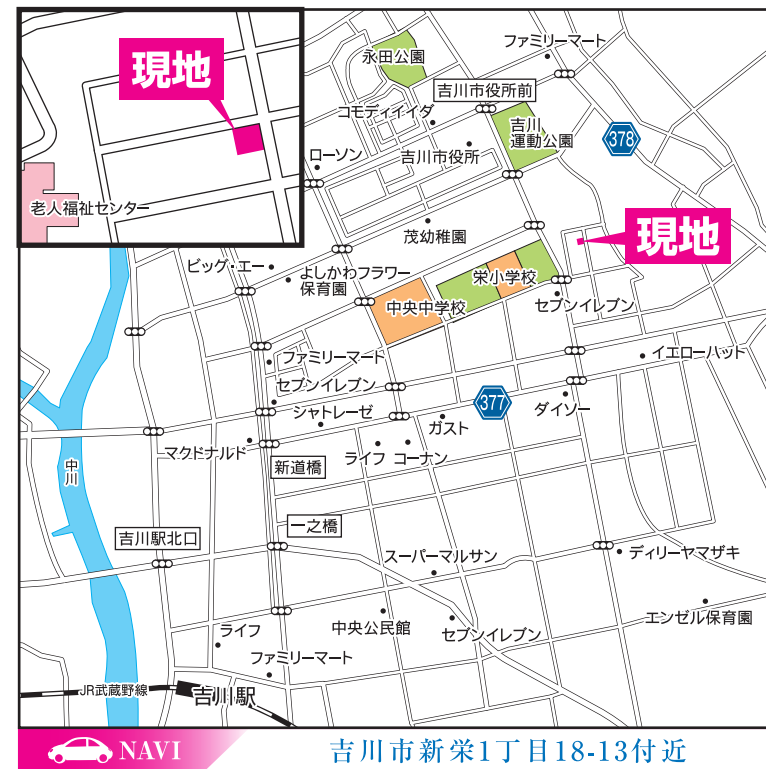 現地
老人福祉センター
永田公園
ファミリーマート
吉川市役所前
コモディイイダ
吉川
運動公園
378
ローソン
吉川市役所
茂幼稚園
現地
ビッグ・エー
よしかわフラワー
保育園
栄小学校
中央中学校
セブンイレブン
ファミリーマート
イエローハット
セブンイレブン
377
シャトレーゼ
ダイソー
ガスト
マクドナルド
ライフ
コーナン
新道橋
中川
一之橋
吉川駅北口
スーパーマルサン
ディリーヤマザキ
エンゼル保育園
ライフ
中央公民館
セブンイレブン
ファミリーマート
JR武蔵野線
吉川駅
NAVI
吉川市新栄1丁目18-13付近